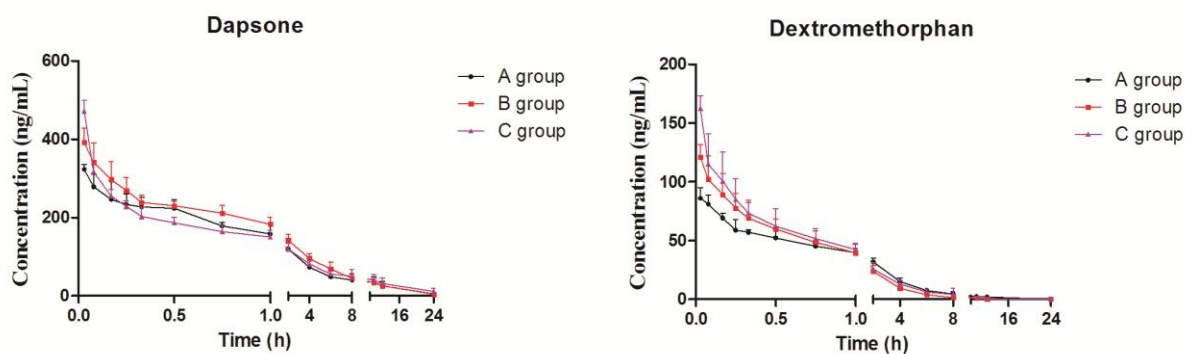 Dapsone
Concentration (ng/mL)
600
400
200
0
0.0
0.5
1.0
4
8
16
24
Time (h)
A group
B group
C group
Dextromethorphan
Concentration (ng/mL)
200
150
100
50
0
0.0
0.5
1.0
4
8
16
24
Time (h)
A group
B group
C group